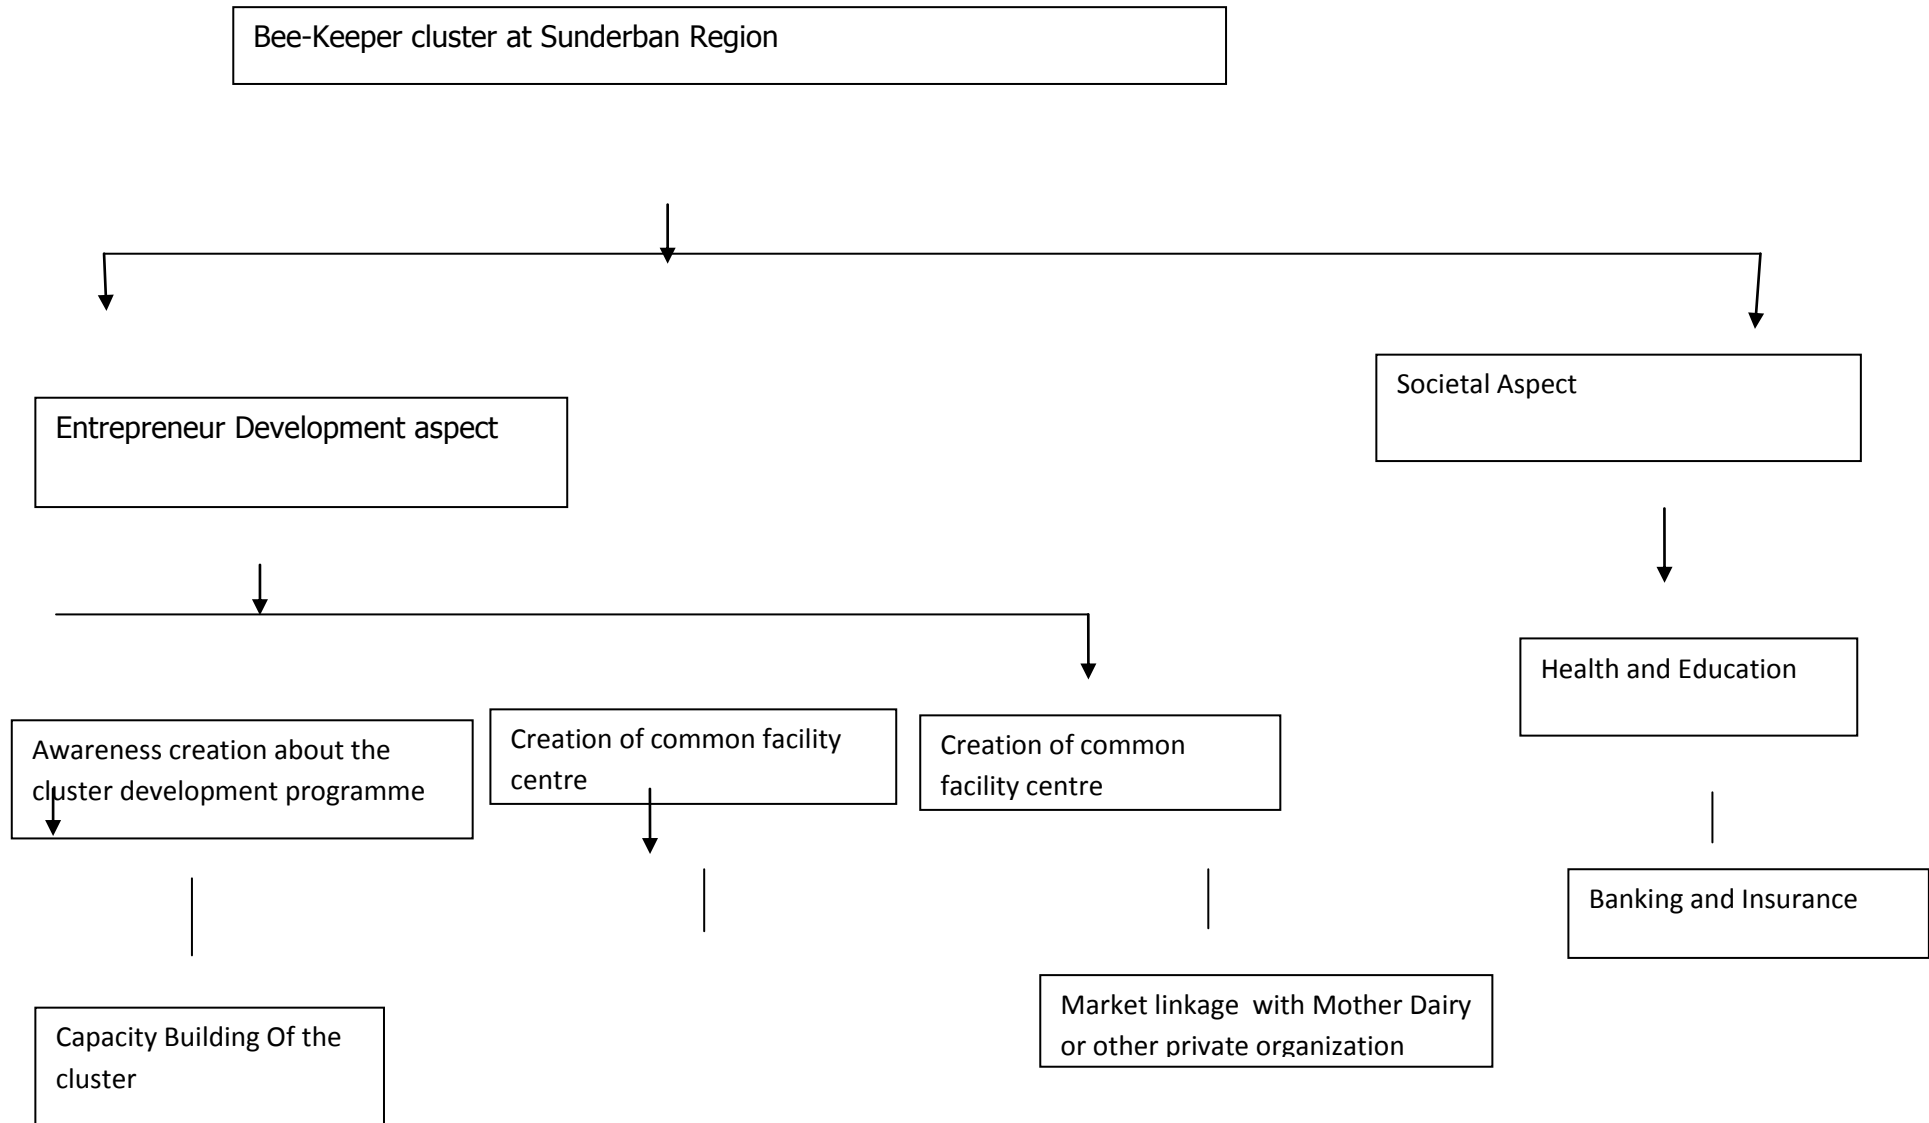 Bee-Keeper cluster at Sunderban Region
Societal Aspect
Entrepreneur Development aspect
Health and Education
Awareness creation about the
cluster development programme
Creation of common facility
centre
Creation of common
facility centre
Banking and Insurance
Market linkage with Mother Dairy
or other private organization
Capacity Building Of the
cluster